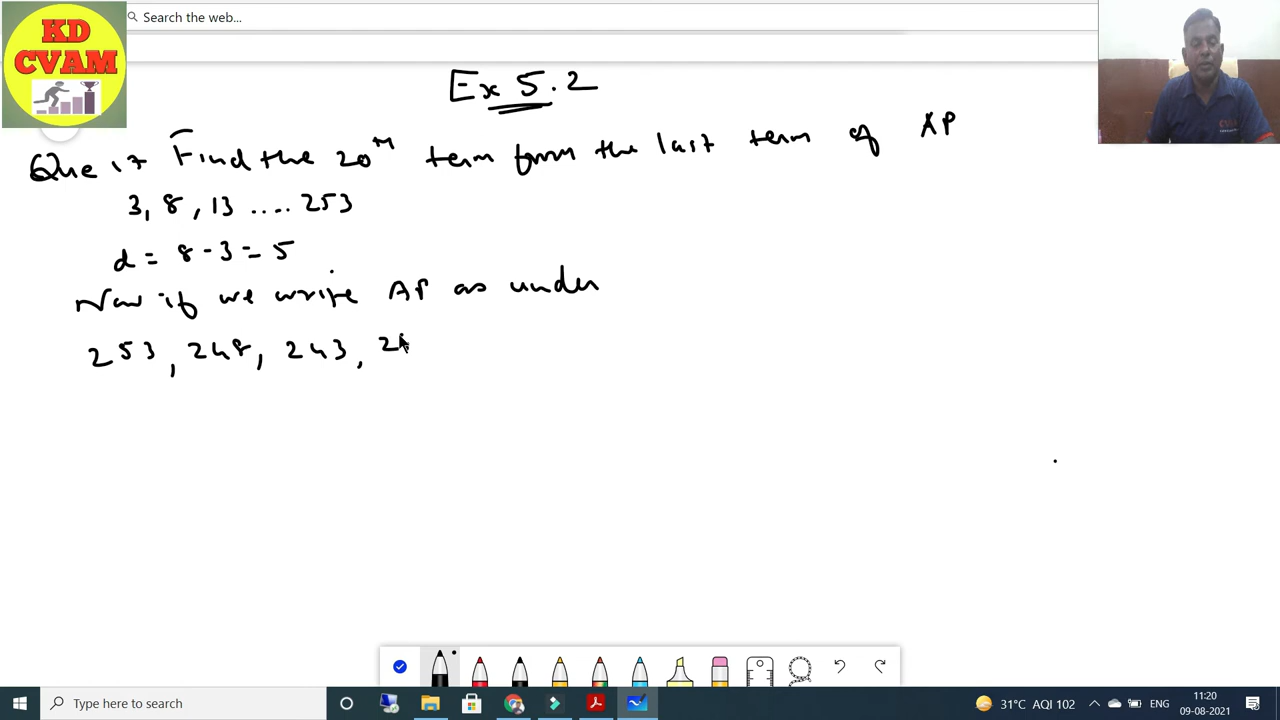 Search the web...
KD
CVAM
Ex 5.2
Que 17 Find the 20th term from the last term of AP
3, 8, 13 .... 253
d = 8 - 3 = 5
Now if we write AP as under
253, 248, 243, 2
Type here to search
31°C AQI 102
ENG
11:20
09-08-2021